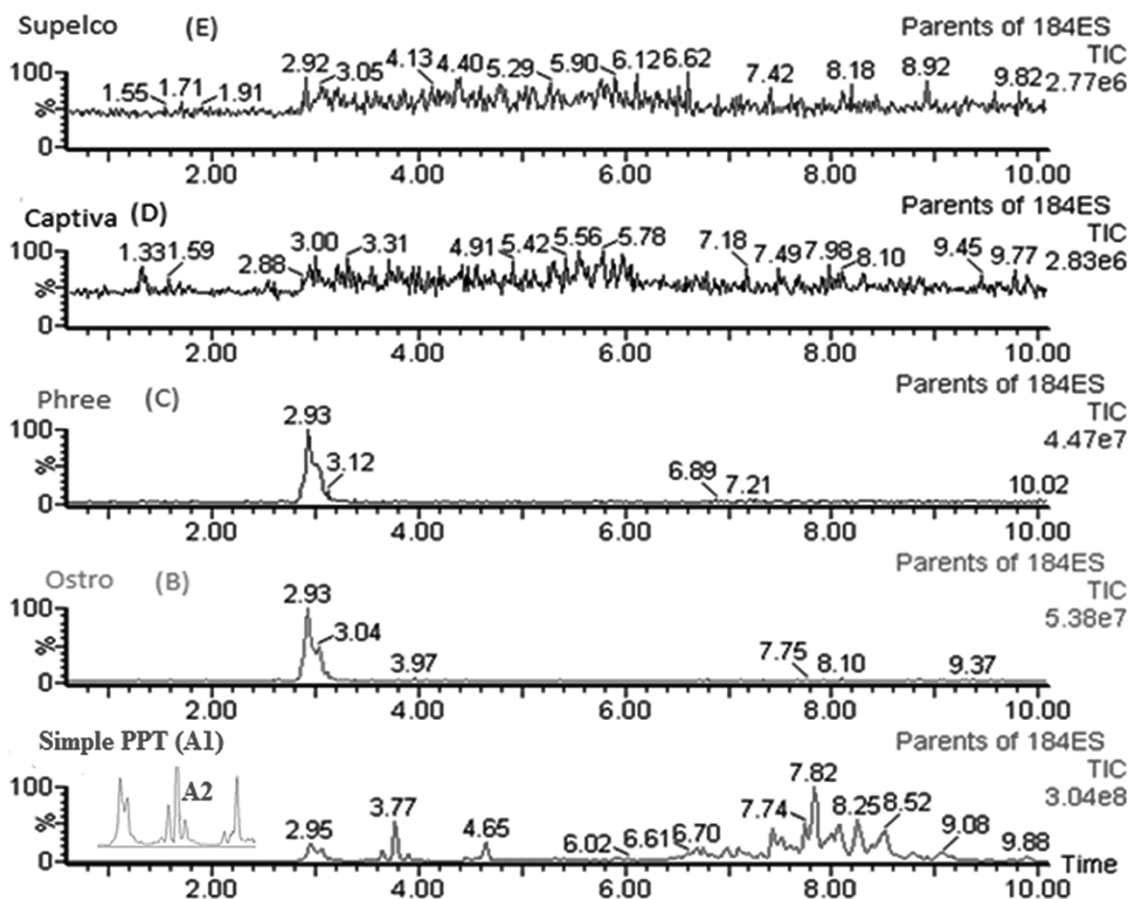 Supelco (E) Parents of 184ES
TIC
2.77e6
2.92 3.05 4.13 4.40 5.29 5.90 6.12 6.62 7.42 8.18 8.92 9.82
1.55 1.71 1.91
100
%
0
2.00 4.00 6.00 8.00 10.00
Captiva (D) Parents of 184ES
TIC
2.83e6
1.33 1.59 2.88 3.00 3.31 4.91 5.42 5.56 5.78 7.18 7.49 7.98 8.10 9.45 9.77
100
%
0
2.00 4.00 6.00 8.00 10.00
Phree (C) Parents of 184ES
TIC
4.47e7
2.93 3.12 6.89 7.21 10.02
100
%
0
2.00 4.00 6.00 8.00 10.00
Ostro (B) Parents of 184ES
TIC
5.38e7
2.93 3.04 3.97 7.75 8.10 9.37
100
%
0
2.00 4.00 6.00 8.00 10.00
Simple PPT (A1) Parents of 184ES
TIC
3.04e8
A2
2.95 3.77 4.65 6.02 6.61 6.70 7.74 7.82 8.25 8.52 9.08 9.88
100
%
0
2.00 4.00 6.00 8.00 10.00
Time